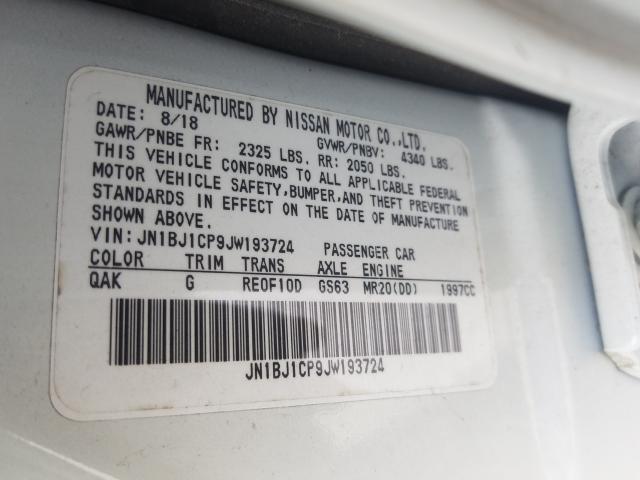 MANUFACTURED BY NISSAN MOTOR CO.,LTD.
DATE: 8/18 GVWR/PNBV: 4340 LBS.
GAWR/PNBE FR: 2325 LBS. RR: 2050 LBS.
THIS VEHICLE CONFORMS TO ALL APPLICABLE FEDERAL
MOTOR VEHICLE SAFETY,BUMPER,AND THEFT PREVENTION
STANDARDS IN EFFECT ON THE DATE OF MANUFACTURE
SHOWN ABOVE.
VIN: JN1BJ1CP9JW193724 PASSENGER CAR
COLOR TRIM TRANS AXLE ENGINE
QAK G RE0F10D GS63 MR20(DD) 1997CC
JN1BJ1CP9JW193724